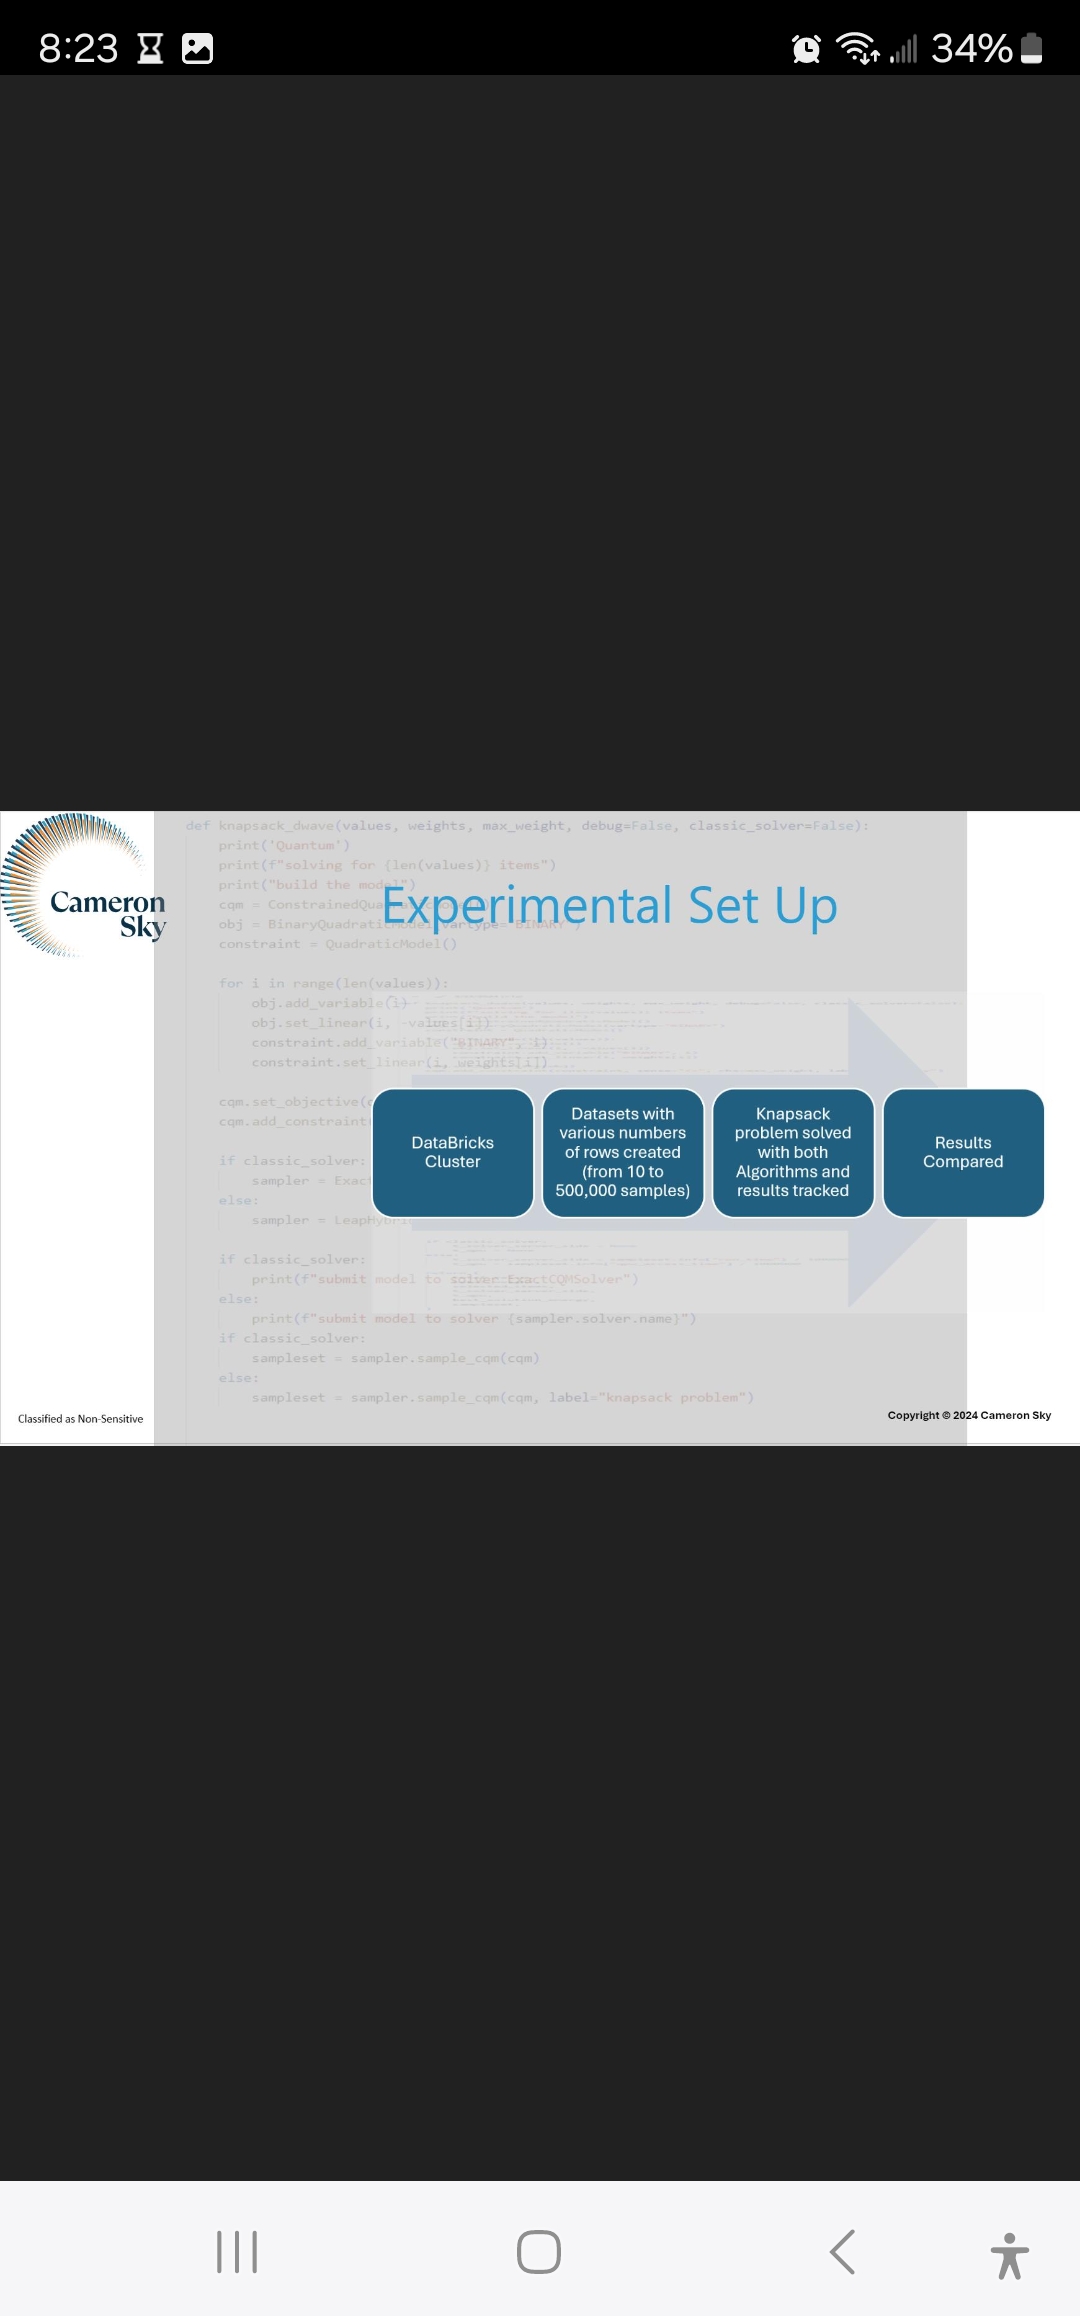 8:23
34%
Cameron
Sky
def knapsack_dwave(values, weights, max_weight, debug=False, classic_solver=False):
print('Quantum')
print(f"solving for {len(values)} items")
print("build the model")
Experimental Set Up
cqm = ConstrainedQua
obj = BinaryQuadraticModel(vartype='BINARY')
constraint = QuadraticModel()
for i in range(len(values)):
obj.add_variable(i)
obj.set_linear(i, -values[i])
constraint.add_variable("BINARY", i)
constraint.set_linear(i, weights[i])
cqm.set_objective(
cqm.add_constraint
if classic_solver:
sampler = Exact
else:
sampler = LeapHybri
DataBricks
Cluster
Datasets with
various numbers
of rows created
(from 10 to
500,000 samples)
Knapsack
problem solved
with both
Algorithms and
results tracked
Results
Compared
if classic_solver:
print(f"submit model to solver ExactCQMSolver")
else:
print(f"submit model to solver {sampler.solver.name}")
if classic_solver:
sampleset = sampler.sample_cqm(cqm)
else:
sampleset = sampler.sample_cqm(cqm, label="knapsack problem")
Classified as Non-Sensitive
Copyright © 2024 Cameron Sky